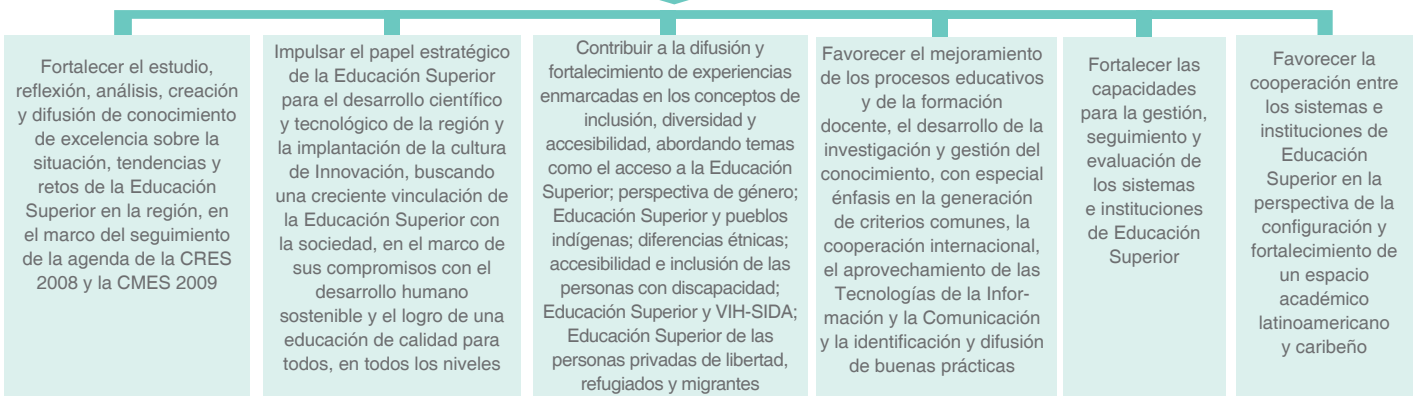 Fortalecer el estudio,
reflexión, análisis, creación
y difusión de conocimiento
de excelencia sobre la
situación, tendencias y
retos de la Educación
Superior en la región, en
el marco del seguimiento
de la agenda de la CRES
2008 y la CMES 2009
Impulsar el papel estratégico
de la Educación Superior
para el desarrollo científico
y tecnológico de la región y
la implantación de la cultura
de Innovación, buscando
una creciente vinculación de
la Educación Superior con
la sociedad, en el marco de
sus compromisos con el
desarrollo humano
sostenible y el logro de una
educación de calidad para
todos, en todos los niveles
Contribuir a la difusión y
fortalecimiento de experiencias
enmarcadas en los conceptos de
inclusión, diversidad y
accesibilidad, abordando temas
como el acceso a la Educación
Superior; perspectiva de género;
Educación Superior y pueblos
indígenas; diferencias étnicas;
accesibilidad e inclusión de las
personas con discapacidad;
Educación Superior y VIH-SIDA;
Educación Superior de las
personas privadas de libertad,
refugiados y migrantes
Favorecer el mejoramiento
de los procesos educativos
y de la formación
docente, el desarrollo de la
investigación y gestión del
conocimiento, con especial
énfasis en la generación
de criterios comunes, la
cooperación internacional,
el aprovechamiento de las
Tecnologías de la Infor-
mación y la Comunicación
y la identificación y difusión
de buenas prácticas
Fortalecer las
capacidades
para la gestión,
seguimiento y
evaluación de
los sistemas
e instituciones
de Educación
Superior
Favorecer la
cooperación entre
los sistemas e
instituciones de
Educación
Superior en la
perspectiva de la
configuración y
fortalecimiento de
un espacio
académico
latinoamericano
y caribeño